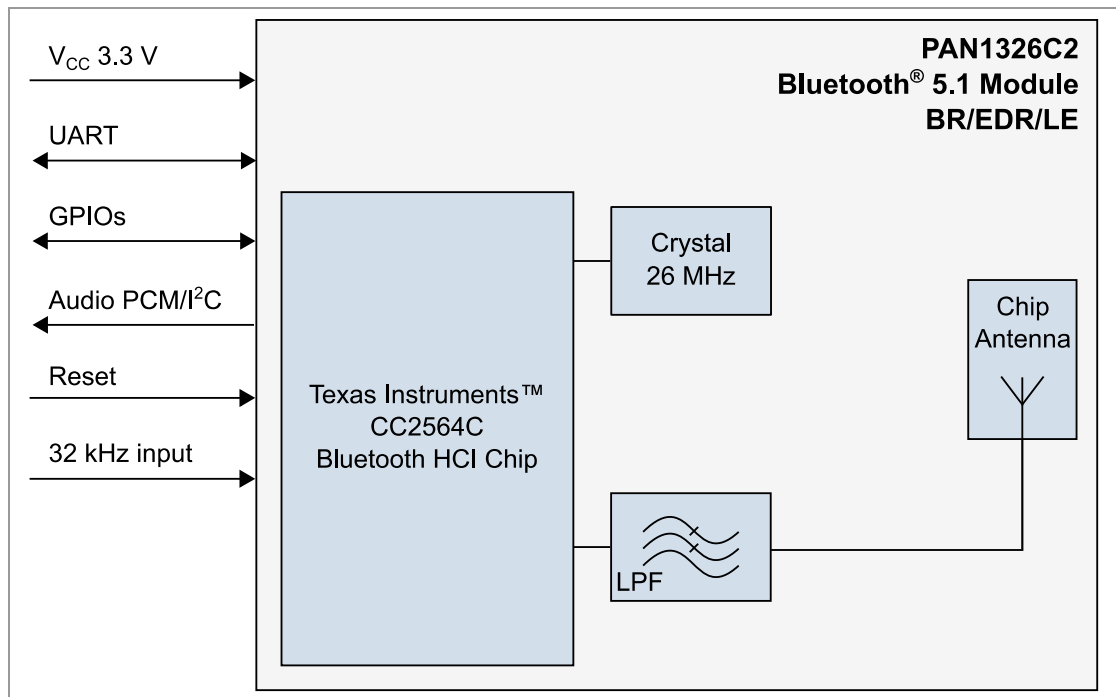 V_CC 3.3 V
UART
GPIOs
Audio PCM/I²C
Reset
32 kHz input
PAN1326C2
Bluetooth® 5.1 Module
BR/EDR/LE
Texas Instruments™
CC2564C
Bluetooth HCI Chip
Crystal
26 MHz
Chip
Antenna
LPF